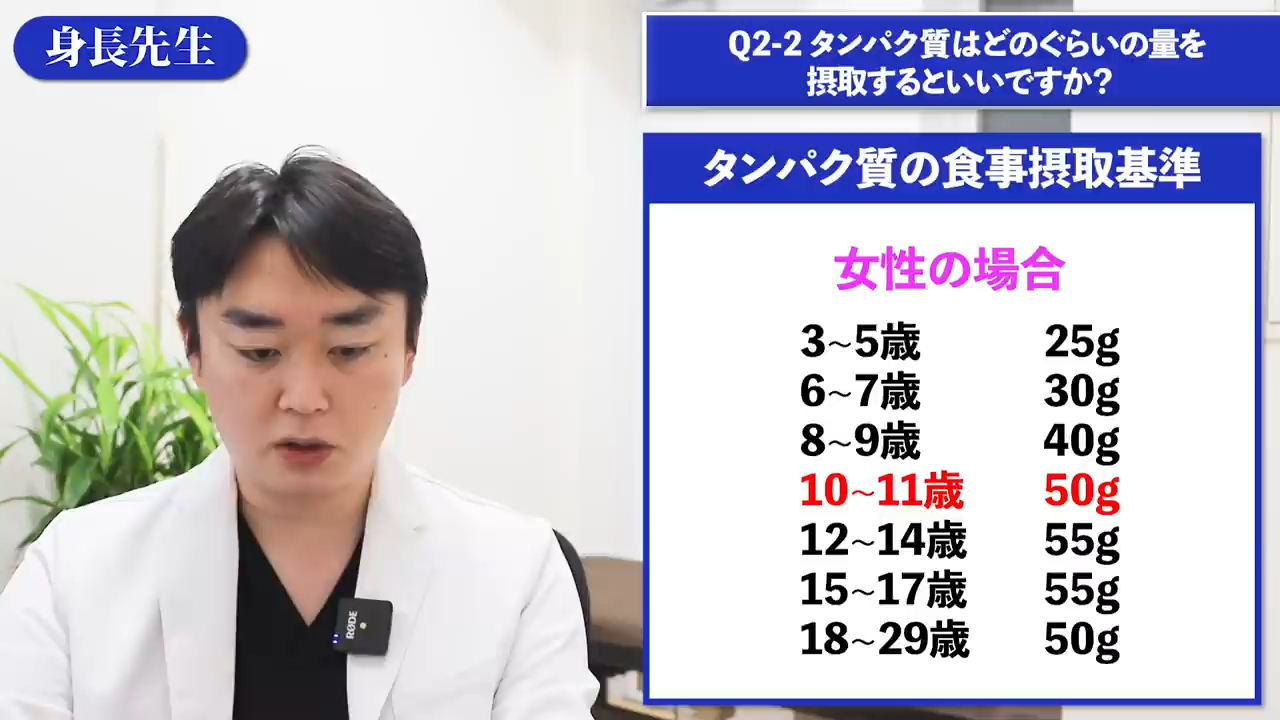 身長先生
Q2-2 タンパク質はどのぐらいの量を
摂取するといいですか?
タンパク質の食事摂取基準
女性の場合
3~5歳 25g
6~7歳 30g
8~9歳 40g
10~11歳 50g
12~14歳 55g
15~17歳 55g
18~29歳 50g
RØDE